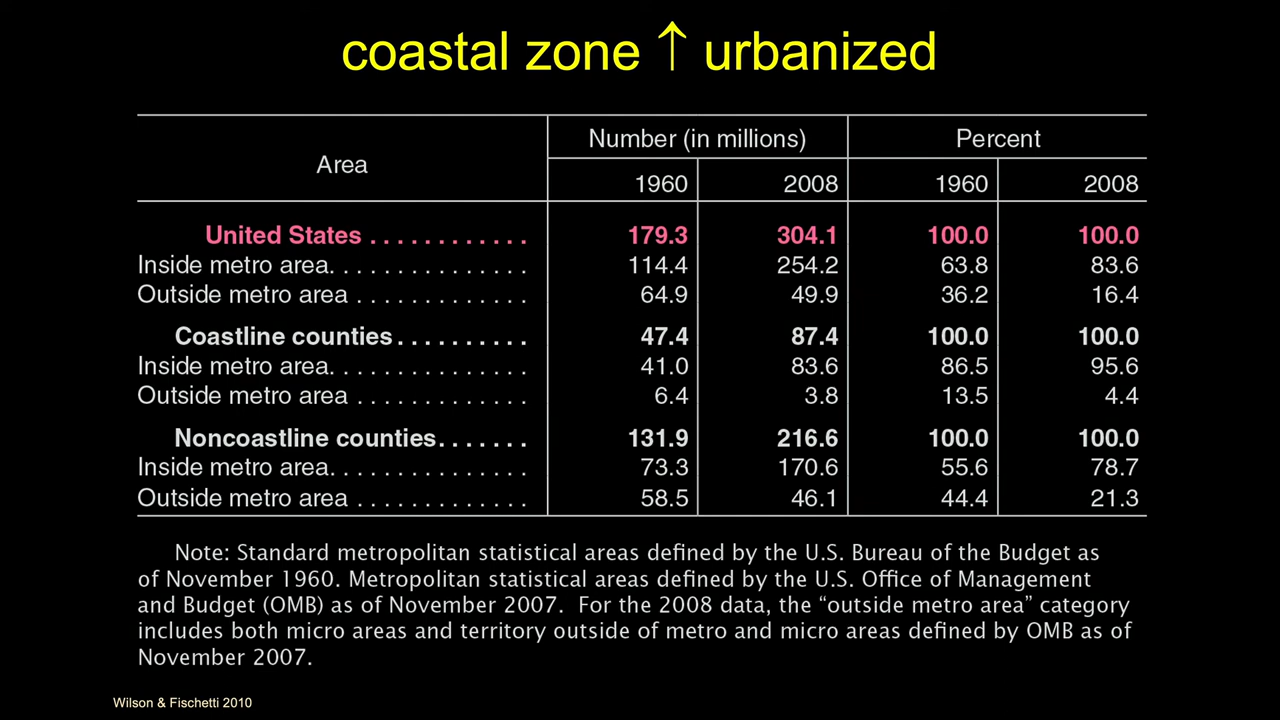 coastal zone ↑ urbanized
Area Number (in millions) Percent
1960 2008 1960 2008
United States . . . . . . . . . . . . 179.3 304.1 100.0 100.0
Inside metro area. . . . . . . . . . . . . . . 114.4 254.2 63.8 83.6
Outside metro area . . . . . . . . . . . . . 64.9 49.9 36.2 16.4
Coastline counties. . . . . . . . . . 47.4 87.4 100.0 100.0
Inside metro area. . . . . . . . . . . . . . . 41.0 83.6 86.5 95.6
Outside metro area . . . . . . . . . . . . . 6.4 3.8 13.5 4.4
Noncoastline counties. . . . . . . 131.9 216.6 100.0 100.0
Inside metro area. . . . . . . . . . . . . . . 73.3 170.6 55.6 78.7
Outside metro area . . . . . . . . . . . . . 58.5 46.1 44.4 21.3
Note: Standard metropolitan statistical areas defined by the U.S. Bureau of the Budget as
of November 1960. Metropolitan statistical areas defined by the U.S. Office of Management
and Budget (OMB) as of November 2007. For the 2008 data, the “outside metro area” category
includes both micro areas and territory outside of metro and micro areas defined by OMB as of
November 2007.
Wilson & Fischetti 2010